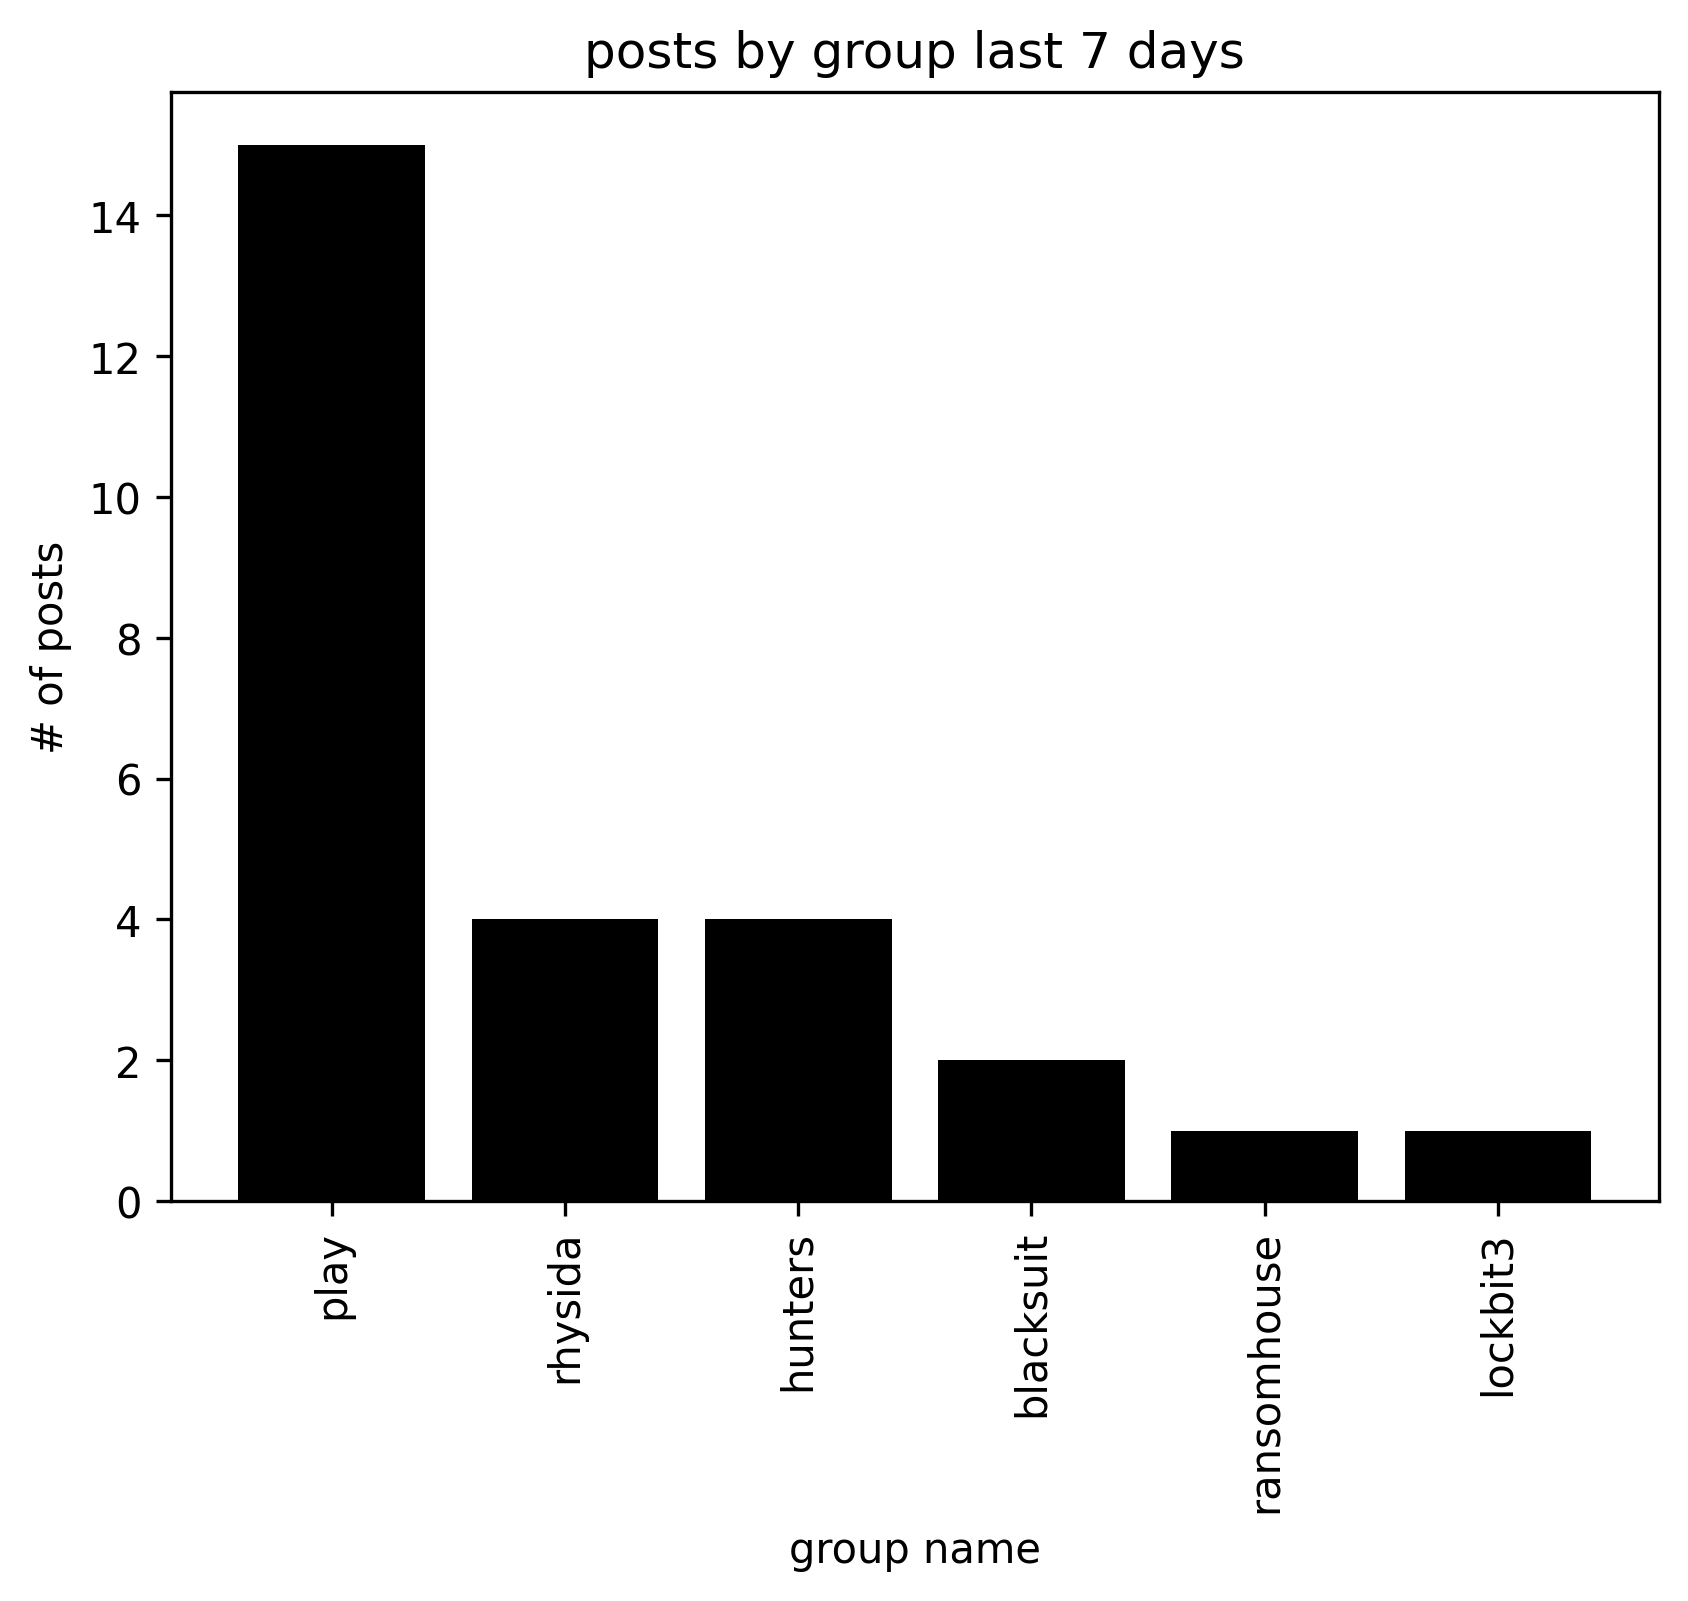 posts by group last 7 days
# of posts
14
12
10
8
6
4
2
0
play
rhysida
hunters
blacksuit
ransomhouse
lockbit3
group name